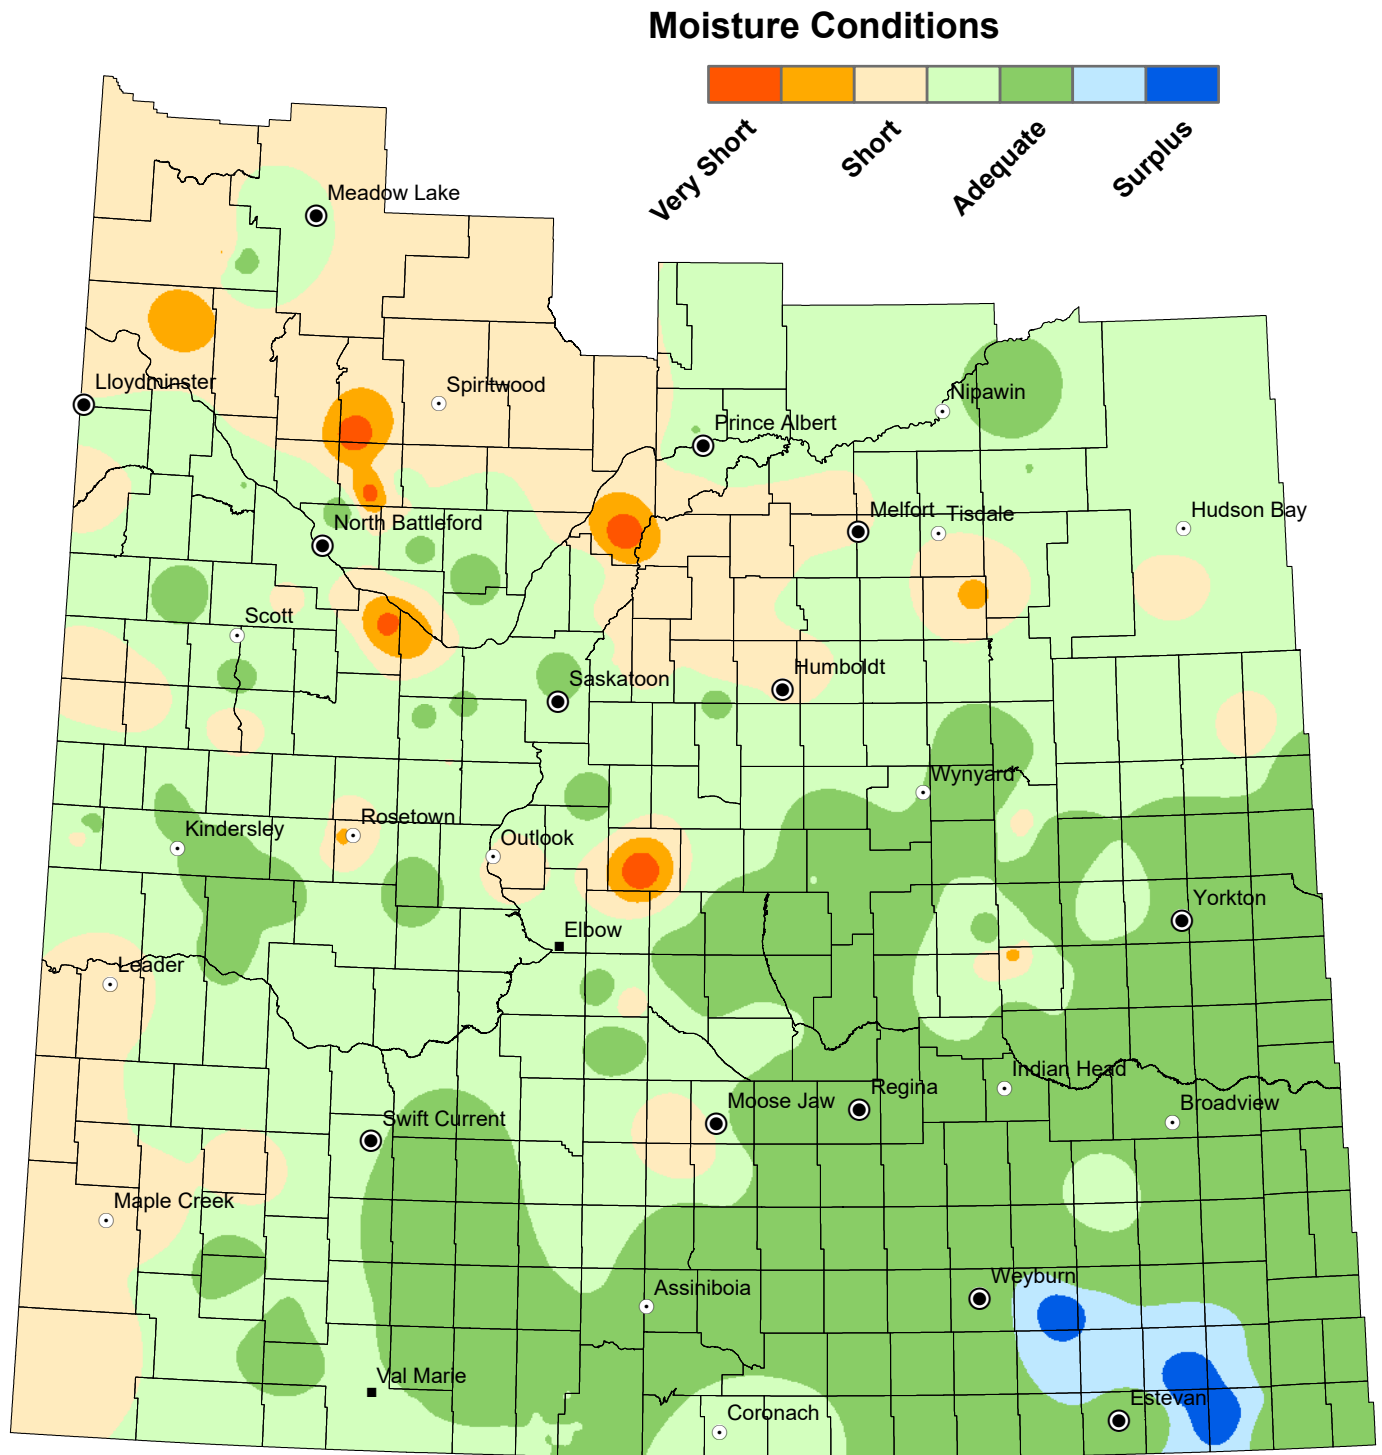 Moisture Conditions
Very Short
Short
Adequate
Surplus
Meadow Lake
Lloydminster
Spiritwood
Nipawin
Prince Albert
North Battleford
Melfort
Tisdale
Hudson Bay
Scott
Saskatoon
Humboldt
Wynyard
Kindersley
Rosetown
Outlook
Yorkton
Elbow
Leader
Indian Head
Regina
Moose Jaw
Broadview
Swift Current
Maple Creek
Weyburn
Assiniboia
Val Marie
Estevan
Coronach